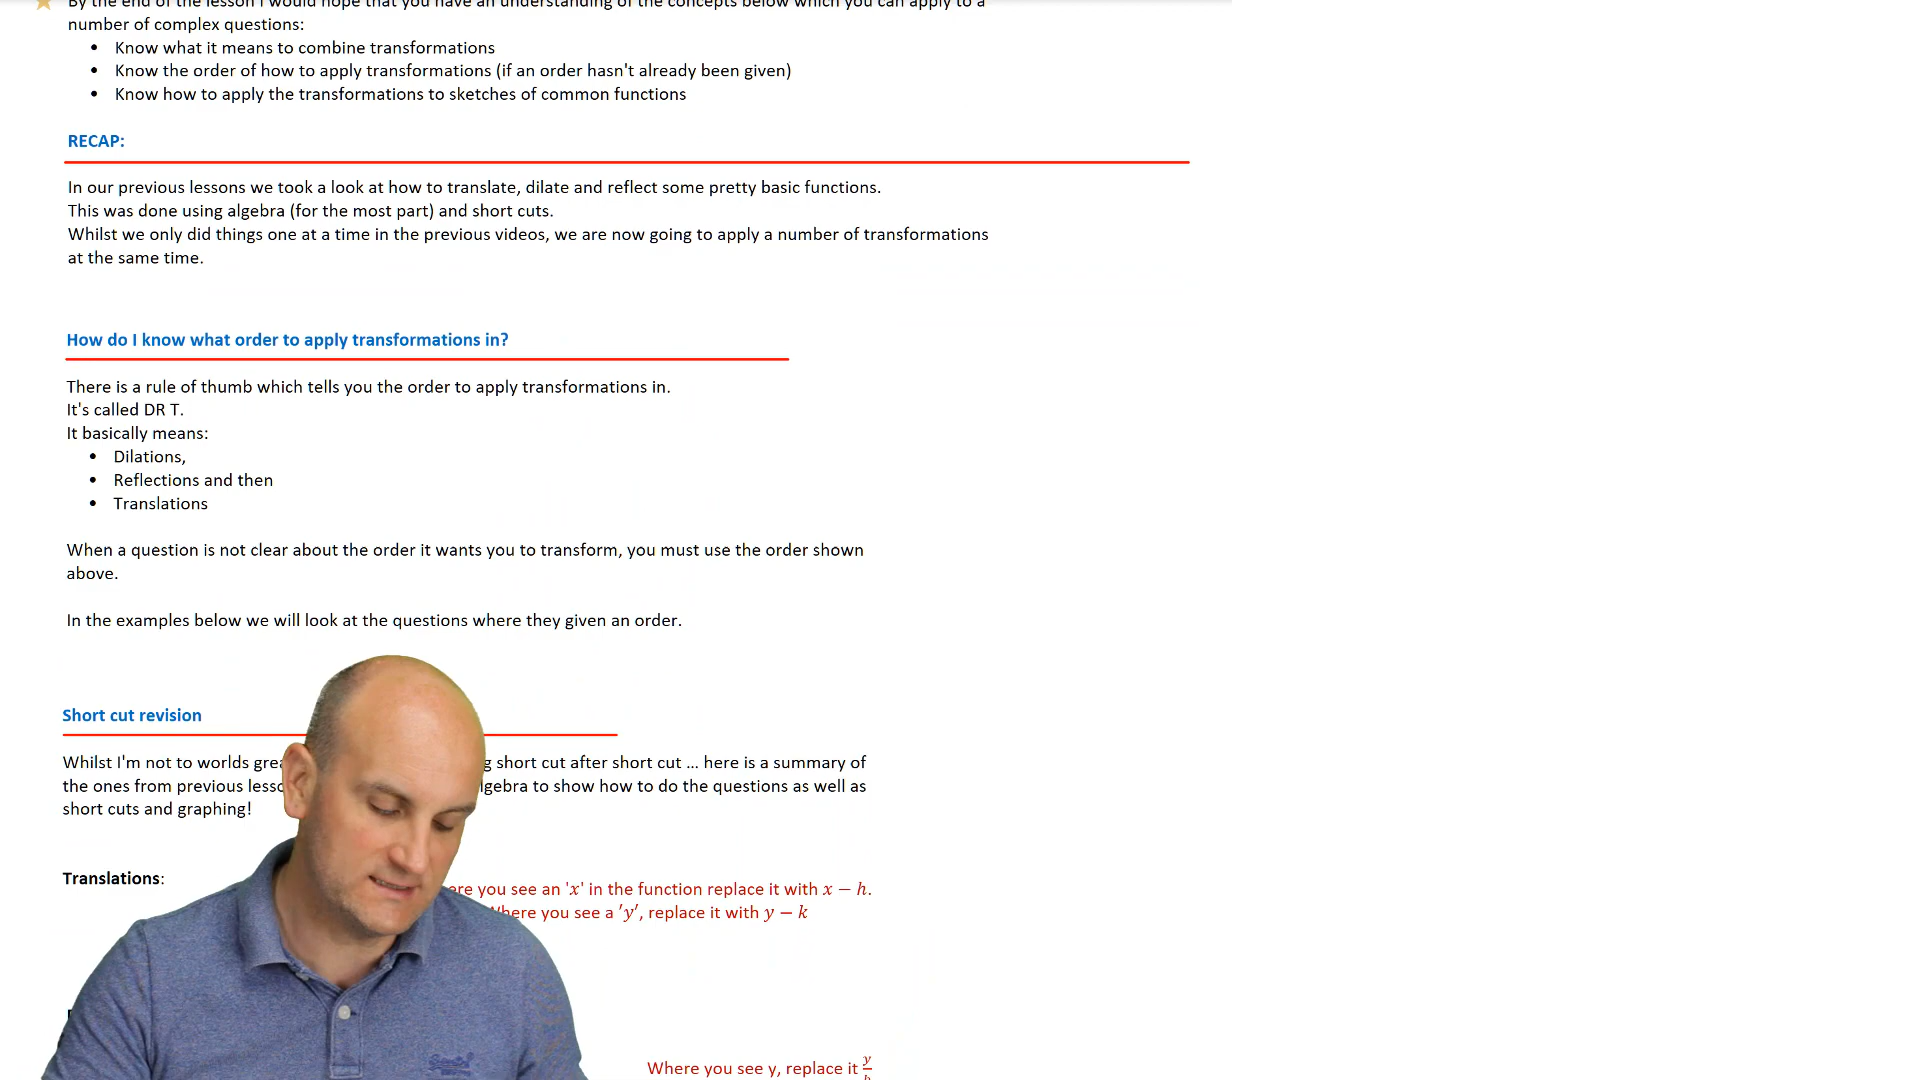 By the end of the lesson I would hope that you have an understanding of the concepts below which you can apply to a
number of complex questions:
• Know what it means to combine transformations
• Know the order of how to apply transformations (if an order hasn't already been given)
• Know how to apply the transformations to sketches of common functions
RECAP:
In our previous lessons we took a look at how to translate, dilate and reflect some pretty basic functions.
This was done using algebra (for the most part) and short cuts.
Whilst we only did things one at a time in the previous videos, we are now going to apply a number of transformations
at the same time.
How do I know what order to apply transformations in?
There is a rule of thumb which tells you the order to apply transformations in.
It's called DR T.
It basically means:
• Dilations,
• Reflections and then
• Translations
When a question is not clear about the order it wants you to transform, you must use the order shown
above.
In the examples below we will look at the questions where they given an order.
Short cut revision
Whilst I'm not to worlds short cut after short cut ... here is a summary of
the ones from previous to show how to do the questions as well as
short cuts and graphing!
Translations:
you see an 'x' in the function replace it with x − h.
you see a 'y', replace it with y − k
Where you see y, replace it y